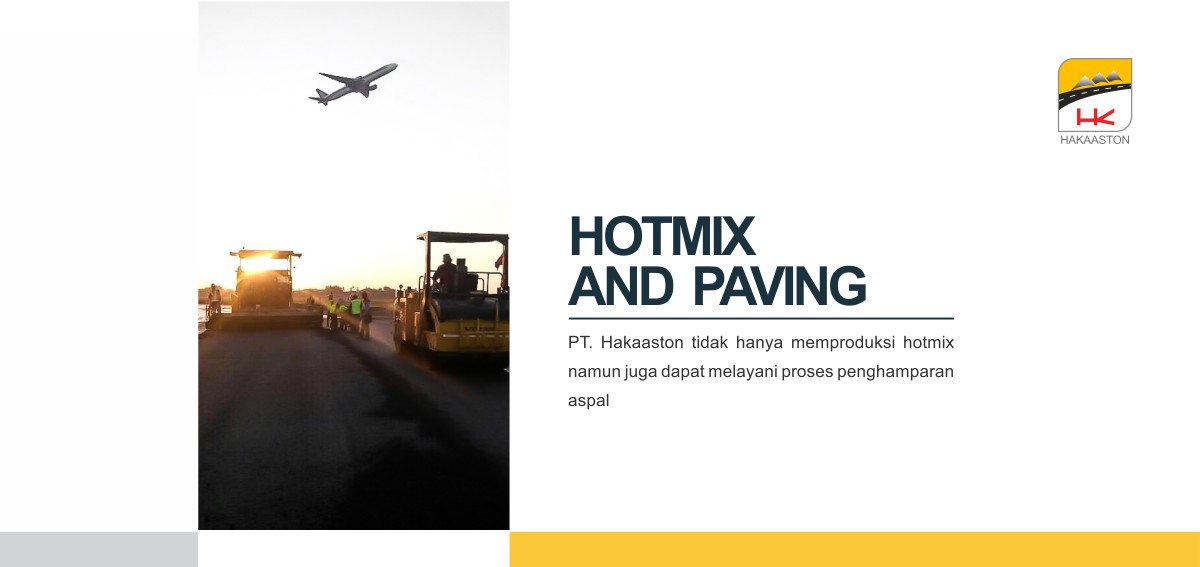 HK
HAKAASTON
HOTMIX
AND PAVING
PT. Hakaaston tidak hanya memproduksi hotmix
namun juga dapat melayani proses penghamparan
aspal